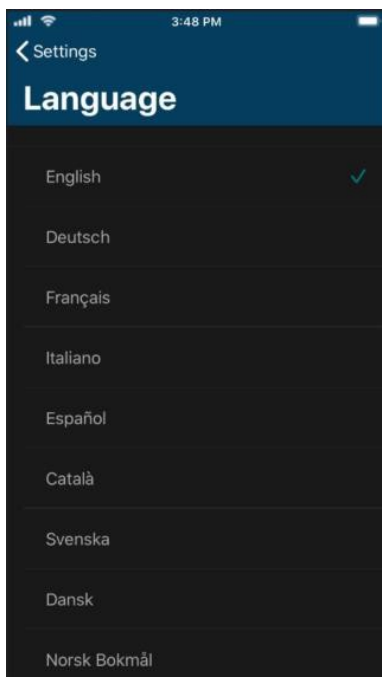 3:48 PM
Settings
Language
English
Deutsch
Français
Italiano
Español
Català
Svenska
Dansk
Norsk Bokmål